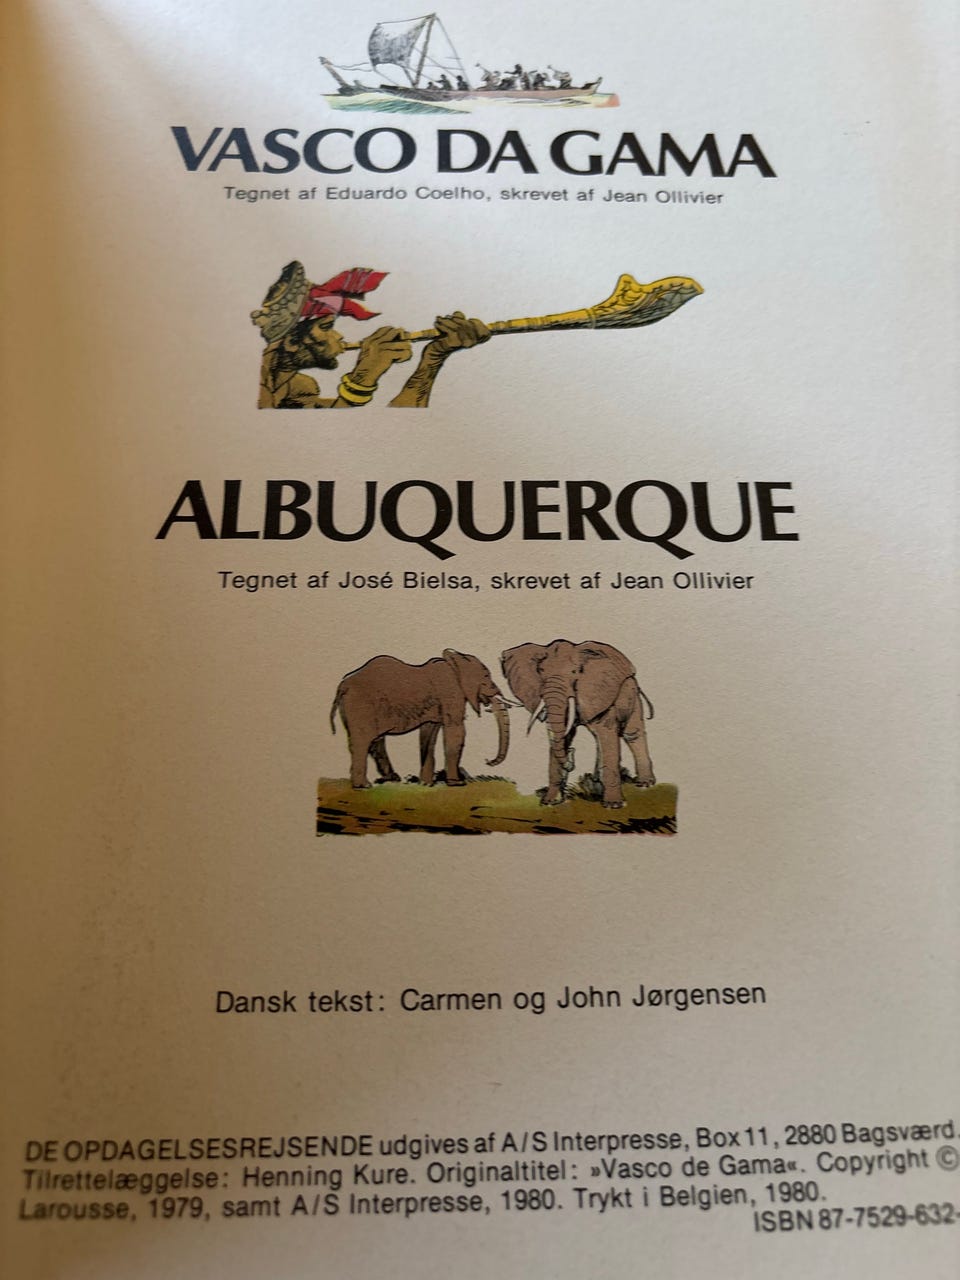 VASCO DA GAMA
Tegnet af Eduardo Coelho, skrevet af Jean Ollivier
ALBUQUERQUE
Tegnet af José Bielsa, skrevet af Jean Ollivier
Dansk tekst: Carmen og John Jørgensen
DE OPDAGELSESREJSENDE udgives af A/S Interpresse, Box 11, 2880 Bagsværd.
Tilrettelæggelse: Henning Kure. Originaltitel: »Vasco de Gama«. Copyright ©
Larousse, 1979, samt A/S Interpresse, 1980. Trykt i Belgien, 1980.
ISBN 87-7529-632-